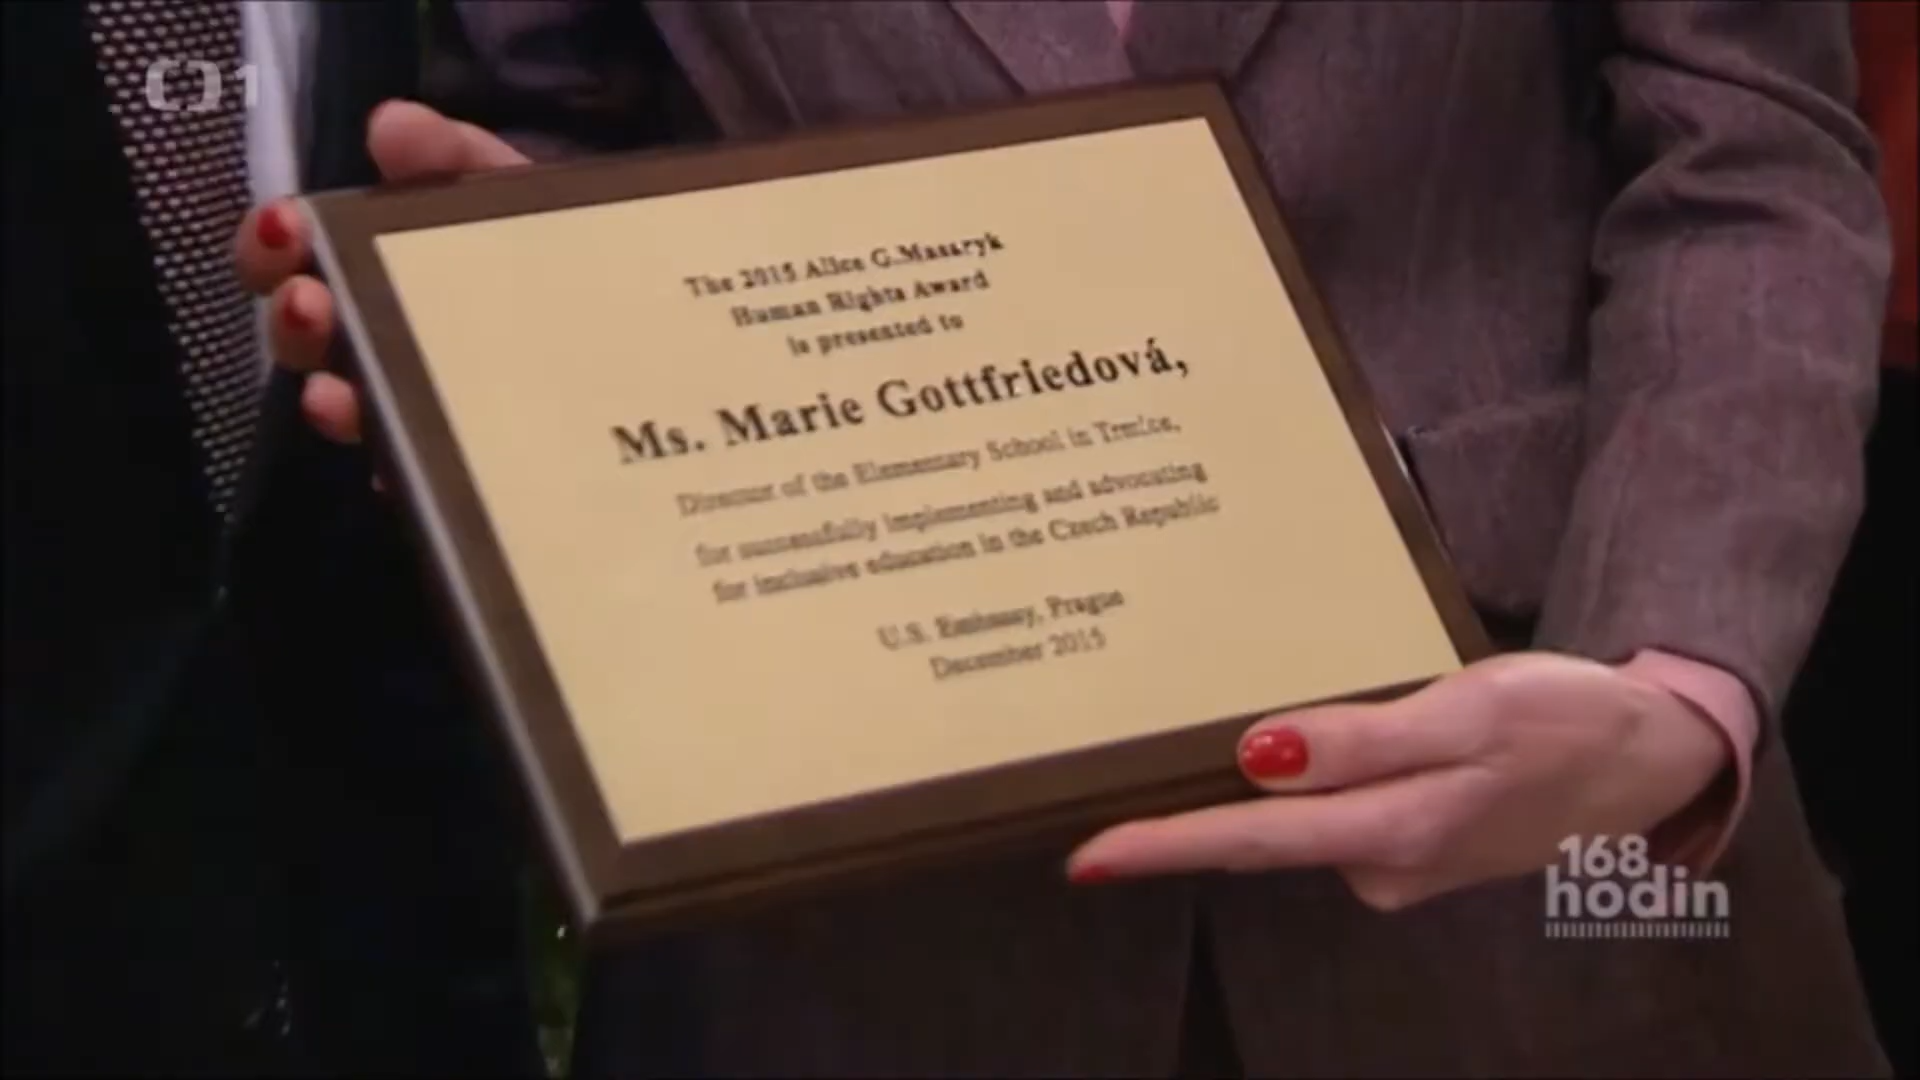 1
The 2015 Alice G.Masaryk
Human Rights Award
is presented to
Ms. Marie Gottfriedová,
Director of the Elementary School in Trmice,
for successfully implementing and advocating
for inclusive education in the Czech Republic
U.S. Embassy, Prague
December 2015
168
hodin